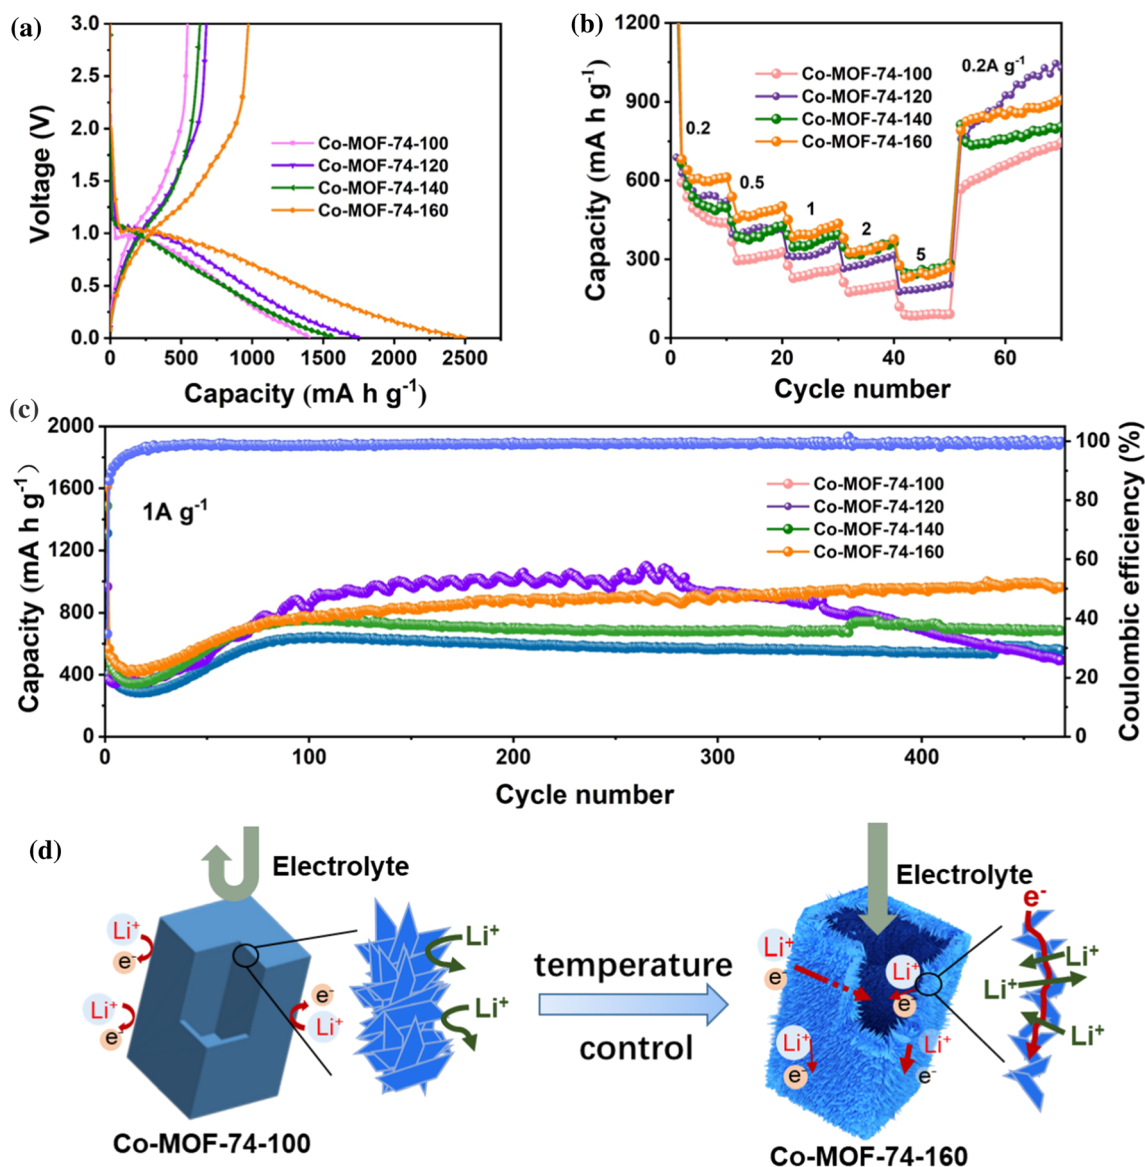 (a)
3.0
2.5
2.0
1.5
1.0
0.5
0.0
Voltage (V)
Co-MOF-74-100
Co-MOF-74-120
Co-MOF-74-140
Co-MOF-74-160
0 500 1000 1500 2000 2500
Capacity (mA h g-1)
(b)
1200
900
600
300
0
Capacity (mA h g-1)
Co-MOF-74-100
Co-MOF-74-120
Co-MOF-74-140
Co-MOF-74-160
0.2A g-1
0.2
0.5
1
2
5
0 20 40 60
Cycle number
(c)
2000
1600
1200
800
400
0
Capacity (mA h g-1)
1A g-1
Co-MOF-74-100
Co-MOF-74-120
Co-MOF-74-140
Co-MOF-74-160
100
80
60
40
20
0
Coulombic efficiency (%)
0 100 200 300 400
Cycle number
(d)
Electrolyte
Li+
e-
Li+
e-
e-
Li+
Li+
Li+
Co-MOF-74-100
temperature
control
Electrolyte
Li+
e-
Li+
e-
Li+
e-
Li+
e-
e-
Li+
Li+
Li+
Co-MOF-74-160